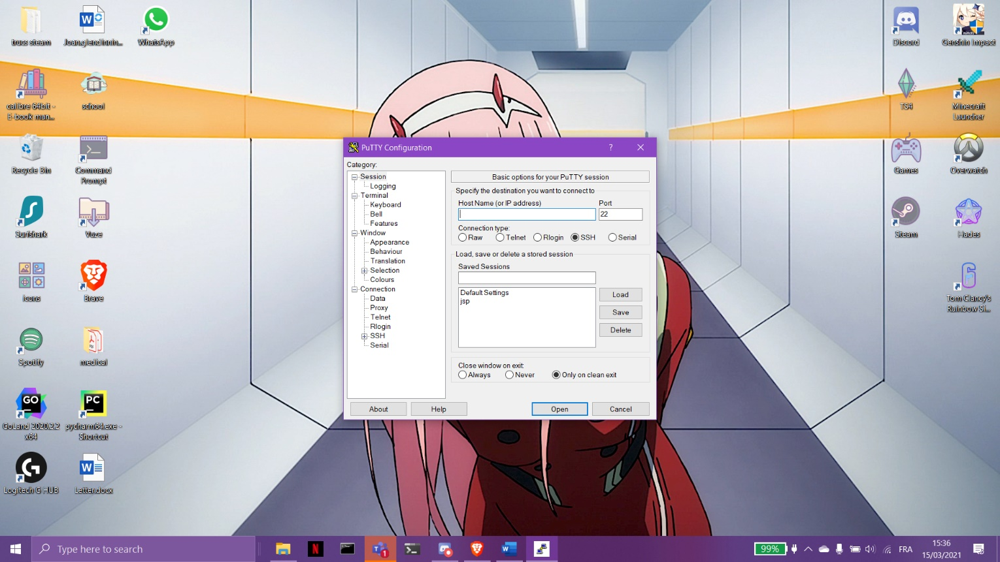 trucs steam
Joan.glendinnin...
WhatsApp
Discord
Genshin Impact
calibre 64bit -
E-book man...
school
TS4
Minecraft
Launcher
Recycle Bin
Command
Prompt
Games
Overwatch
Surfshark
Vuze
Steam
Hades
icons
Brave
Tom Clancy's
Rainbow Si...
Spotify
medical
GoLand 2020.2.2
x64
pycharm64.exe -
Shortcut
Logitech G HUB
Letter.docx
PuTTY Configuration
?
Category:
Session
Logging
Terminal
Keyboard
Bell
Features
Window
Appearance
Behaviour
Translation
Selection
Colours
Connection
Data
Proxy
Telnet
Rlogin
SSH
Serial
Basic options for your PuTTY session
Specify the destination you want to connect to
Host Name (or IP address) Port
22
Connection type:
Raw Telnet Rlogin SSH Serial
Load, save or delete a stored session
Saved Sessions
Default Settings
jsp
Load
Save
Delete
Close window on exit:
Always Never Only on clean exit
About Help Open Cancel
Type here to search
99%
FRA
15:36
15/03/2021